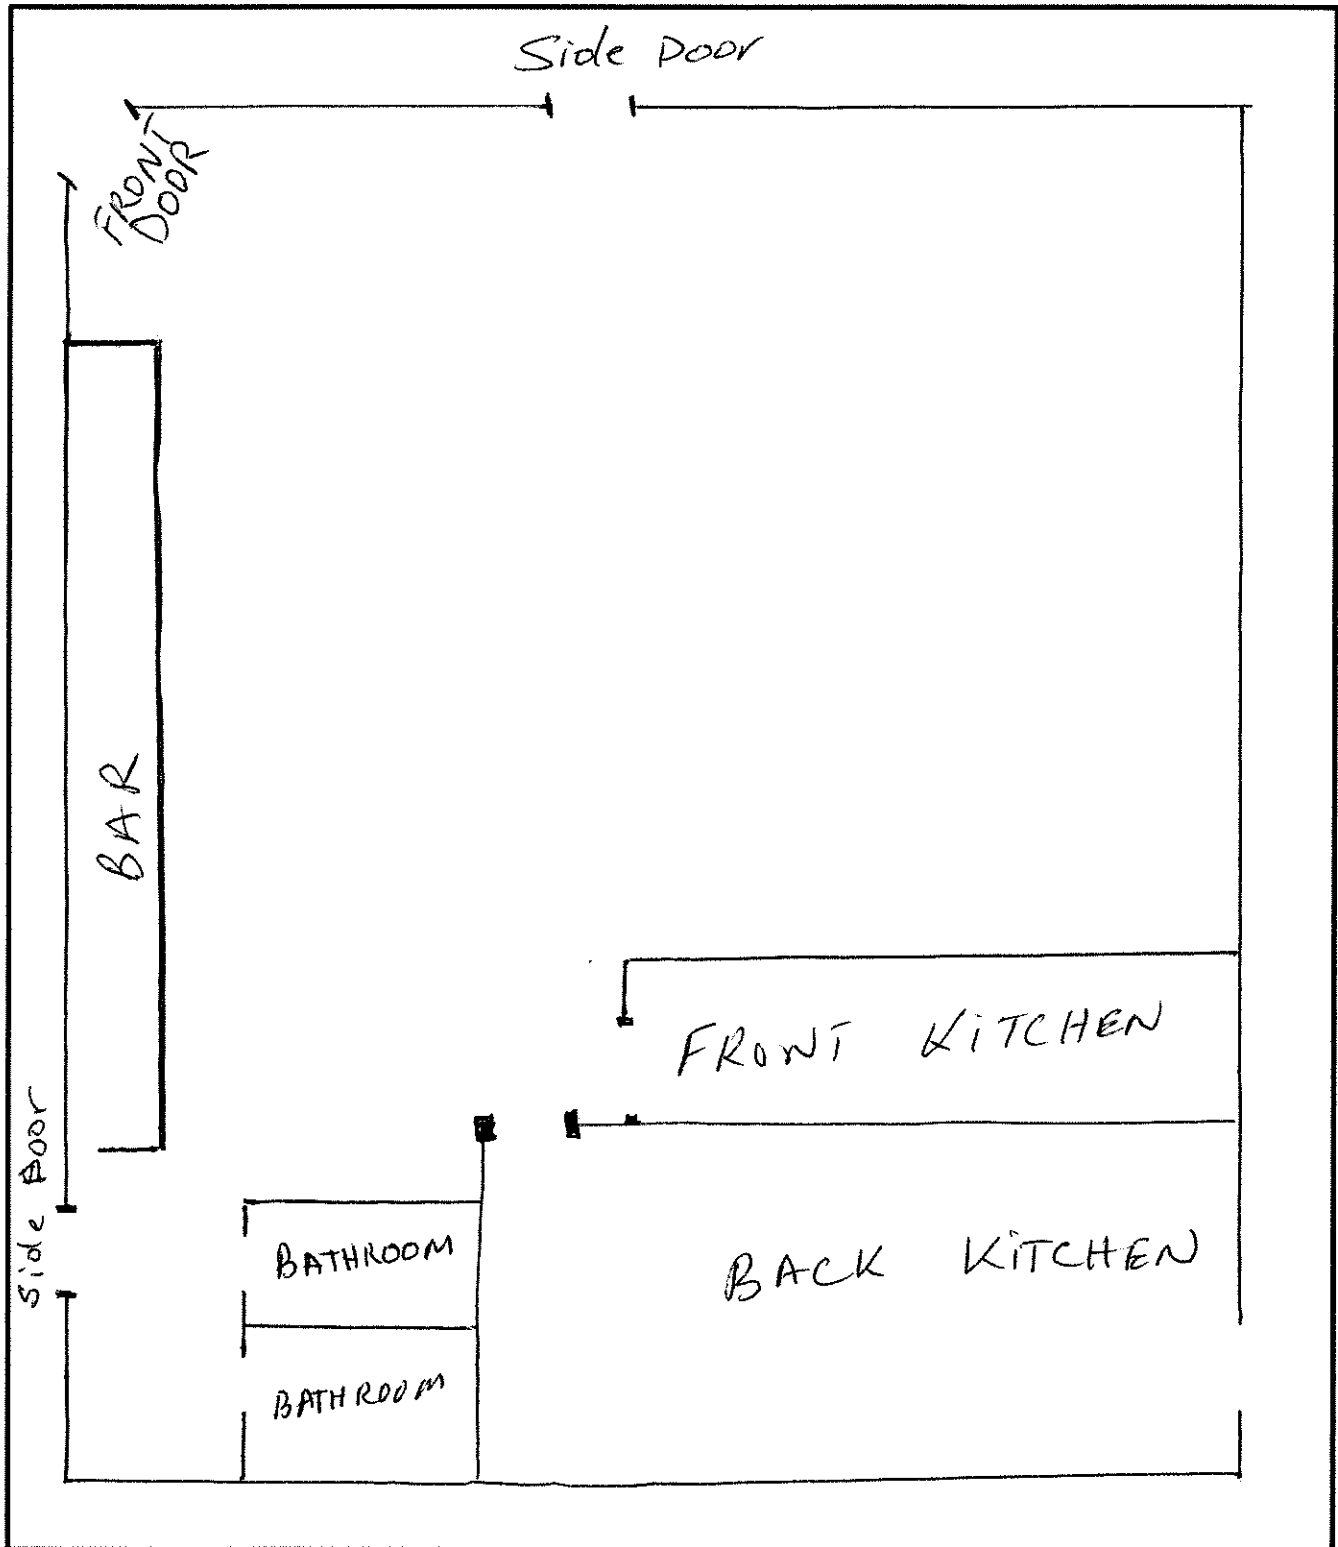 Side Door
FRONT
DOOR
BAR
FRONT KiTCHEN
Side Door
BATHROOM
BACK KiTCHEN
BATHROOM